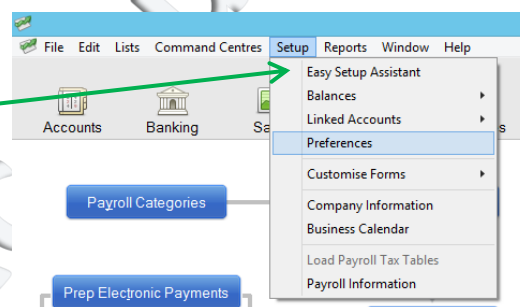 File Edit Lists Command Centres Setup Reports Window Help
Easy Setup Assistant
Balances
Linked Accounts
Preferences
Customise Forms
Company Information
Business Calendar
Load Payroll Tax Tables
Payroll Information
Accounts Banking Sa s
Payroll Categories
Prep Electronic Payments